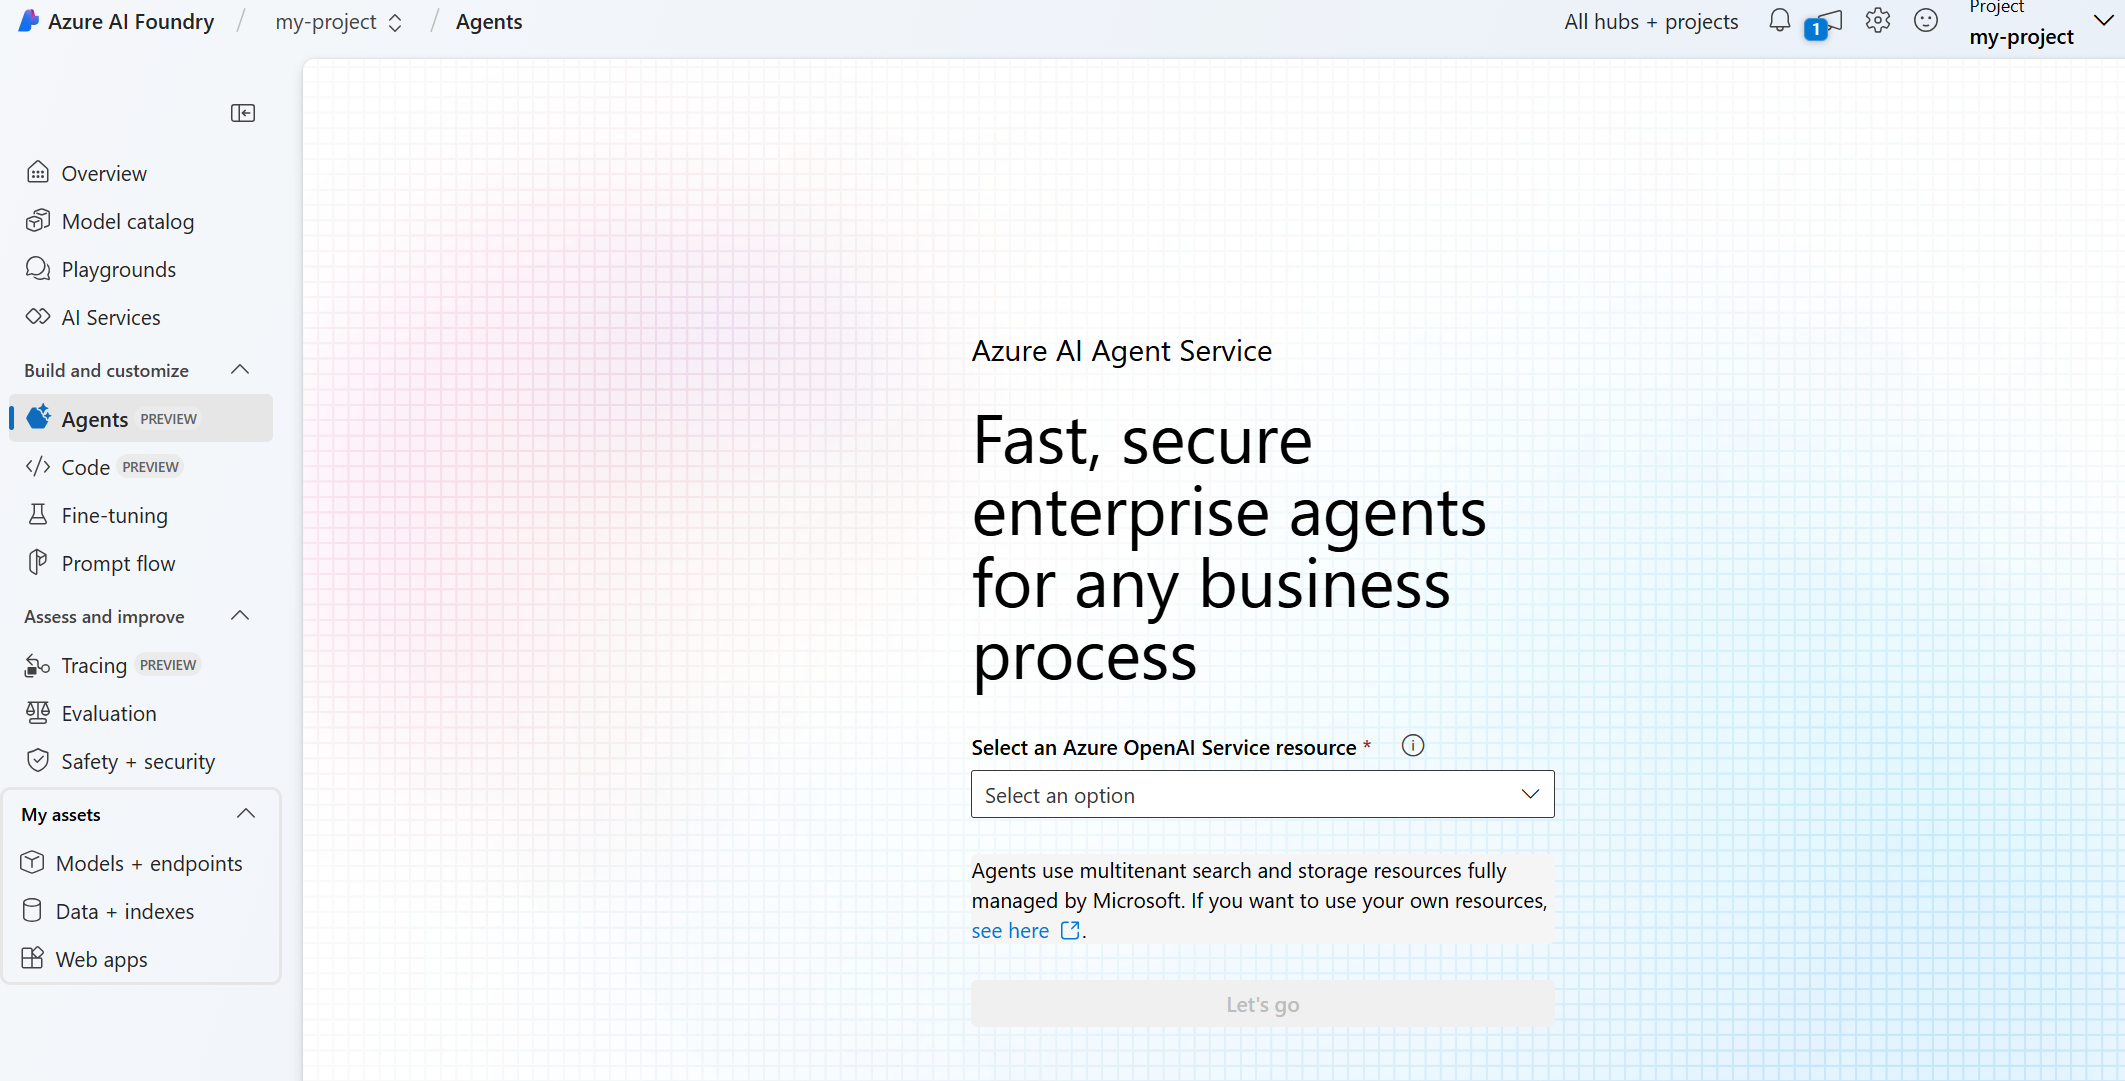 Azure AI Foundry / my-project / Agents
All hubs + projects
1
Project
my-project
Overview
Model catalog
Playgrounds
AI Services
Build and customize
Agents PREVIEW
Code PREVIEW
Fine-tuning
Prompt flow
Assess and improve
Tracing PREVIEW
Evaluation
Safety + security
My assets
Models + endpoints
Data + indexes
Web apps
Azure AI Agent Service
Fast, secure
enterprise agents
for any business
process
Select an Azure OpenAI Service resource *
Select an option
Agents use multitenant search and storage resources fully
managed by Microsoft. If you want to use your own resources,
see here .
Let's go